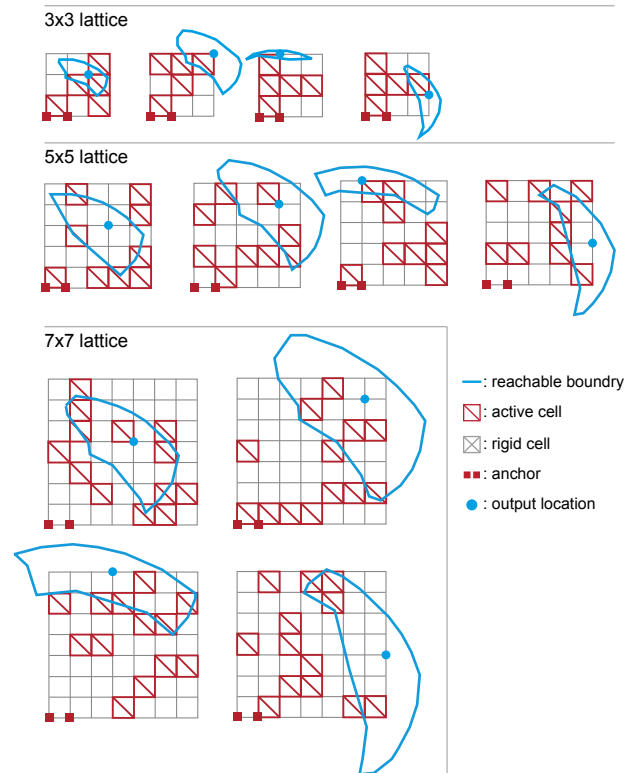 3x3 lattice
5x5 lattice
7x7 lattice
: reachable boundry
: active cell
: rigid cell
: anchor
: output location